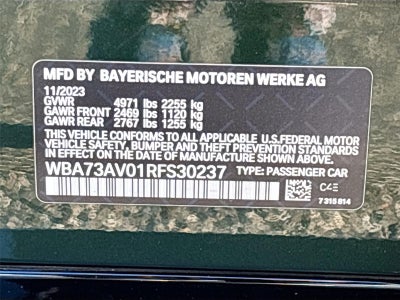 MFD BY BAYERISCHE MOTOREN WERKE AG
11/2023
GVWR 4971 lbs 2255 kg
GAWR FRONT 2469 lbs 1120 kg
GAWR REAR 2767 lbs 1255 kg
THIS VEHICLE CONFORMS TO ALL APPLICABLE U.S.FEDERAL MOTOR
VEHICLE SAFETY, BUMPER AND THEFT PREVENTION STANDARDS
IN EFFECT ON THE DATE OF MANUFACTURE SHOWN ABOVE.
WBA73AV01RFS30237 TYPE: PASSENGER CAR
C4E
7 315 614